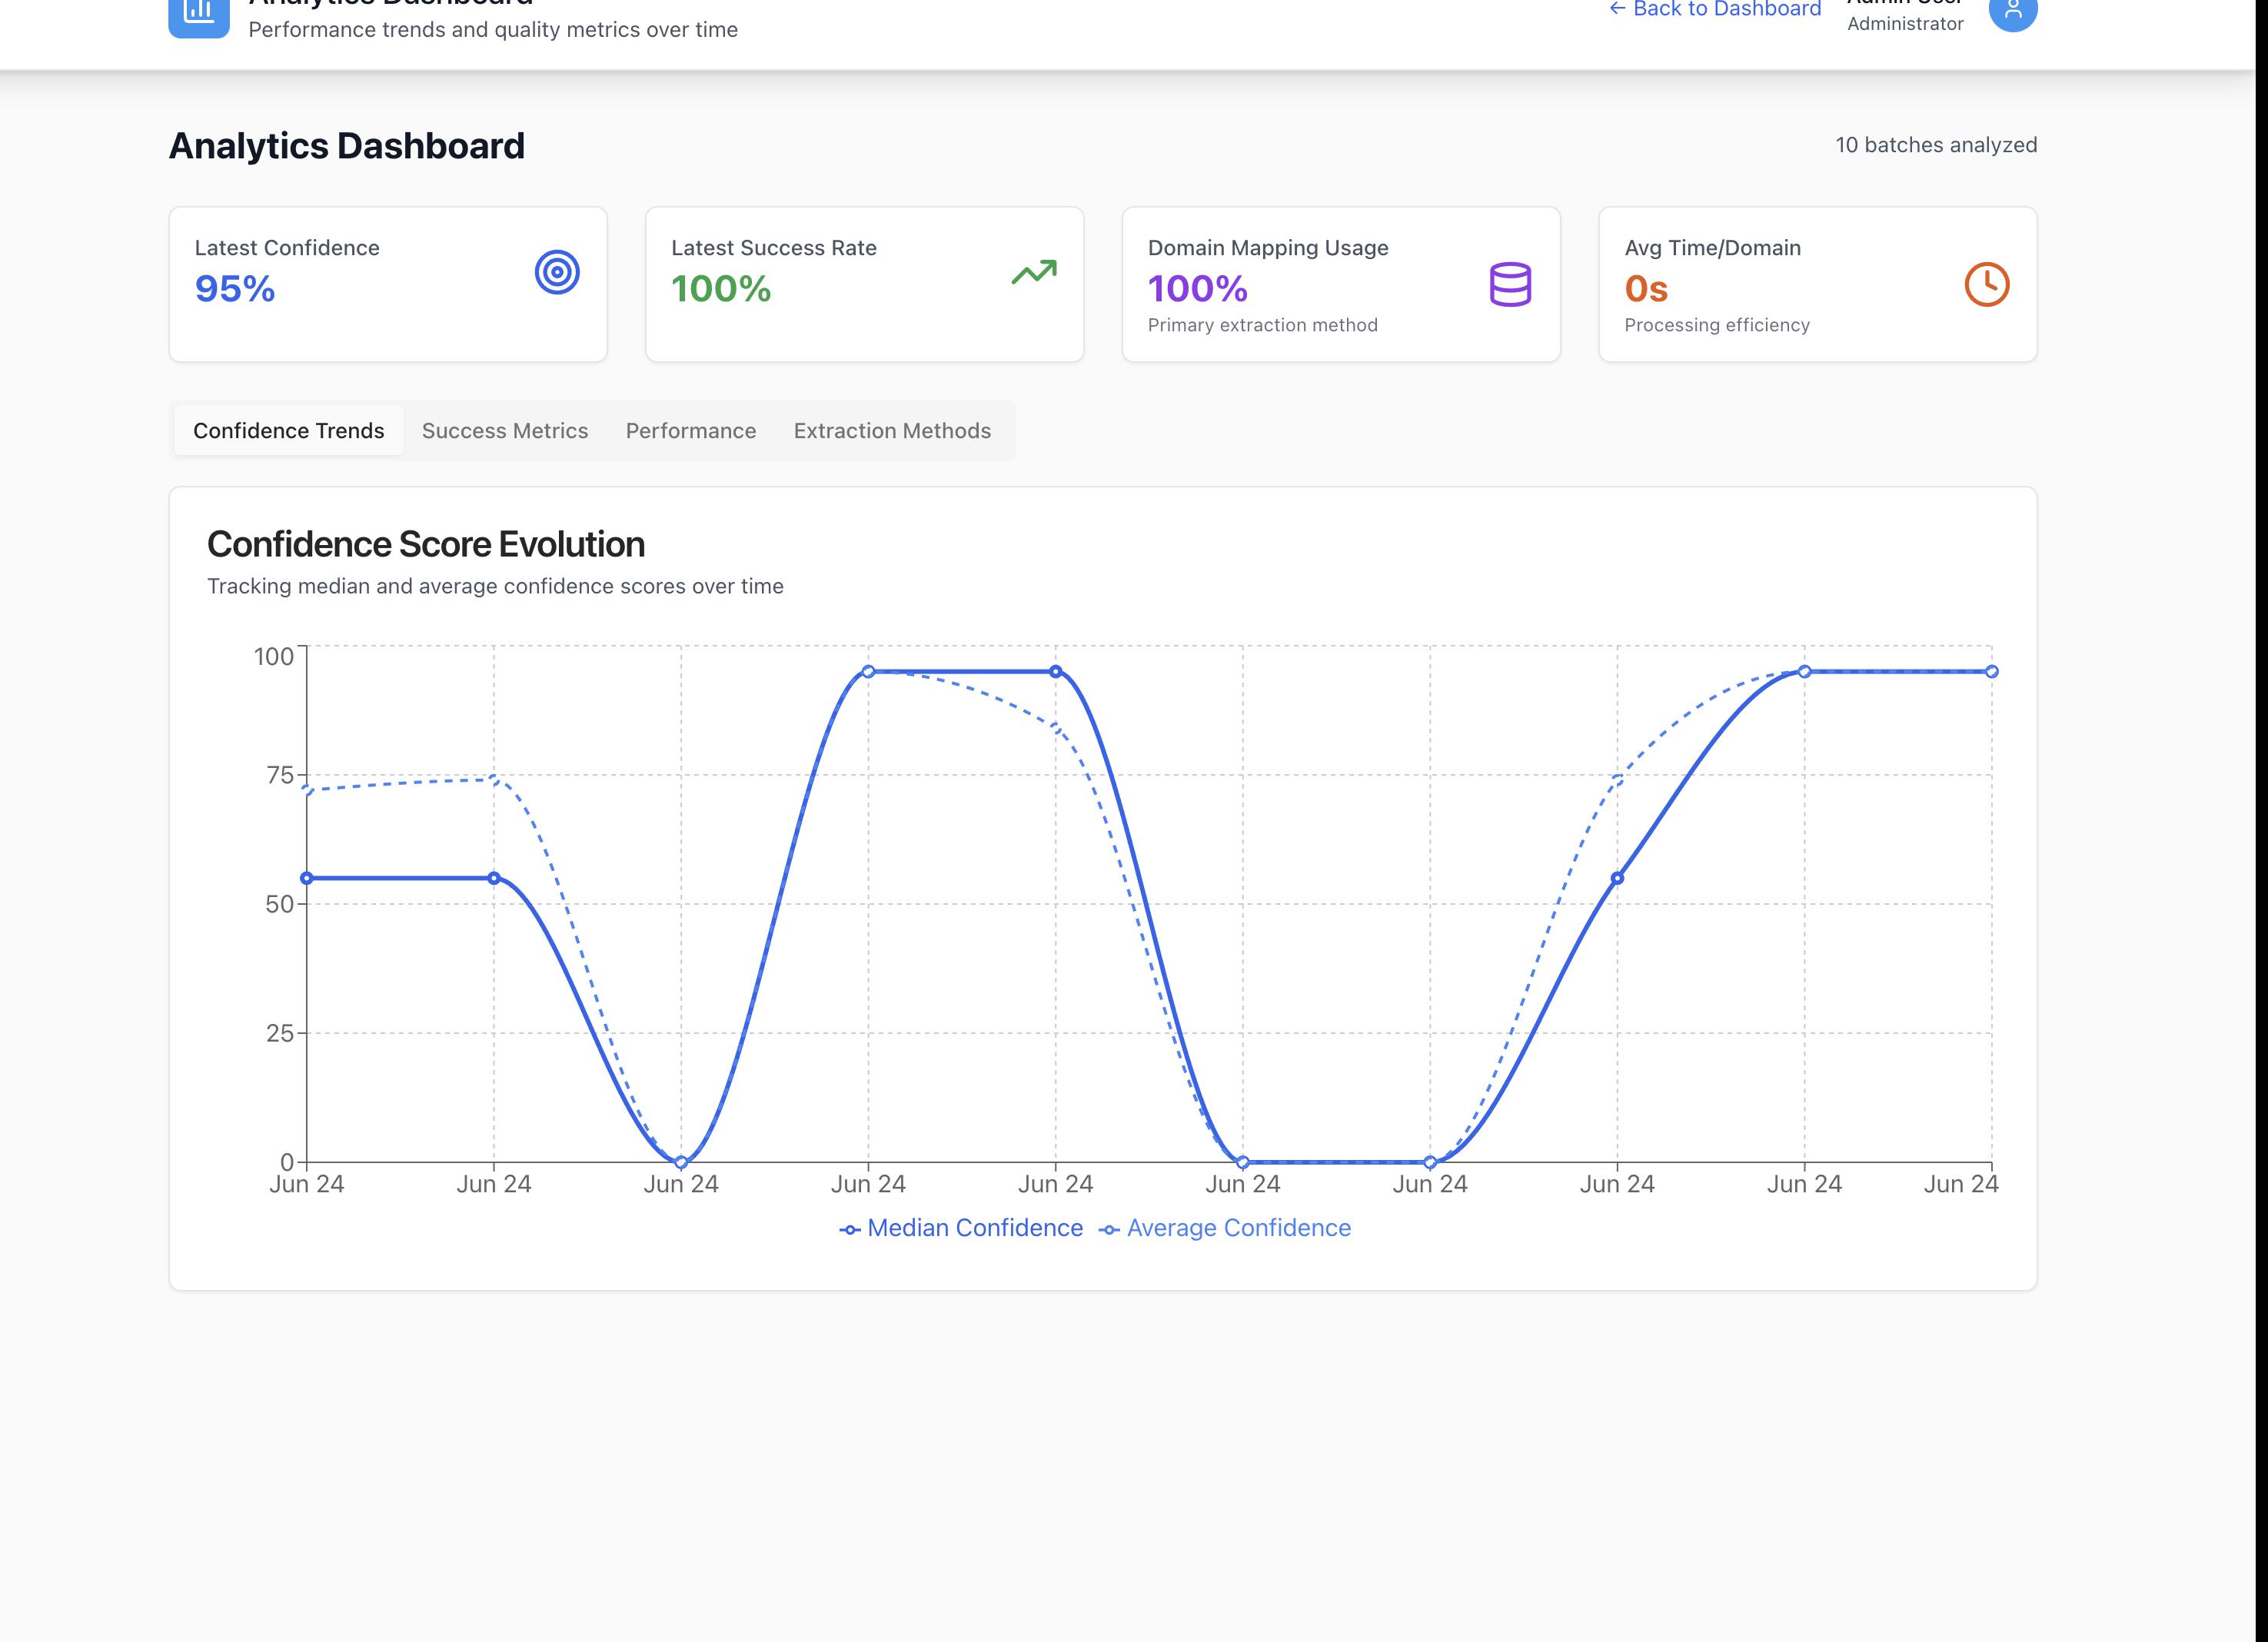 Analytics Dashboard
Performance trends and quality metrics over time
← Back to Dashboard
Admin User
Administrator
Analytics Dashboard
10 batches analyzed
Latest Confidence
95%
Latest Success Rate
100%
Domain Mapping Usage
100%
Primary extraction method
Avg Time/Domain
0s
Processing efficiency
Confidence Trends
Success Metrics
Performance
Extraction Methods
Confidence Score Evolution
Tracking median and average confidence scores over time
100
75
50
25
0
Jun 24
Jun 24
Jun 24
Jun 24
Jun 24
Jun 24
Jun 24
Jun 24
Jun 24
Jun 24
Median Confidence
Average Confidence